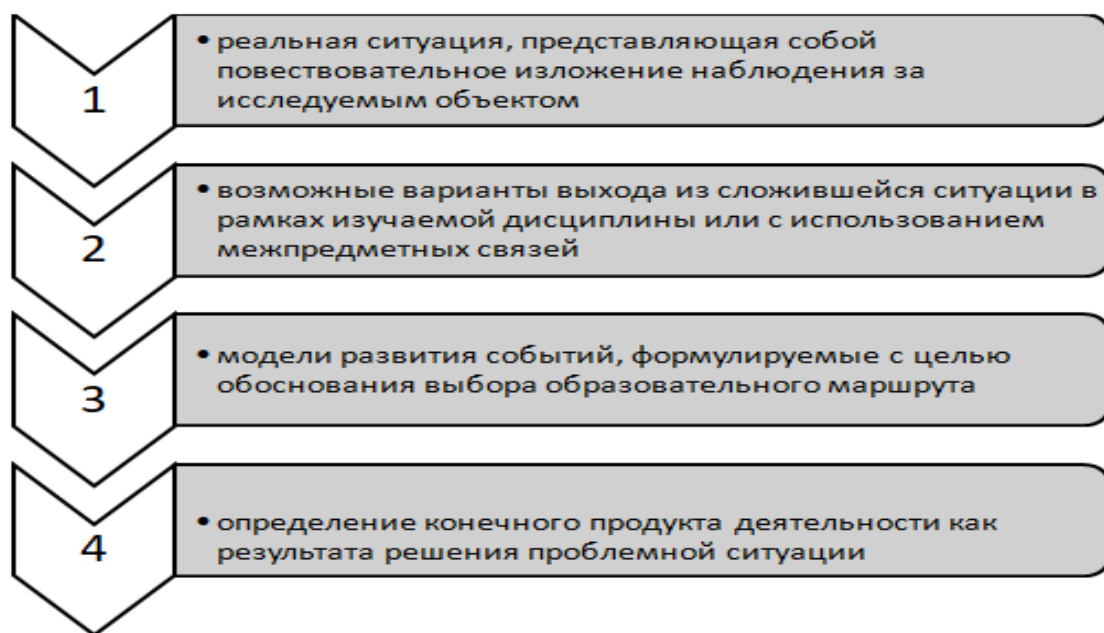 1
• реальная ситуация, представляющая собой
повествовательное изложение наблюдения за
исследуемым объектом
2
• возможные варианты выхода из сложившейся ситуации в
рамках изучаемой дисциплины или с использованием
межпредметных связей
3
• модели развития событий, формулируемые с целью
обоснования выбора образовательного маршрута
4
• определение конечного продукта деятельности как
результата решения проблемной ситуации